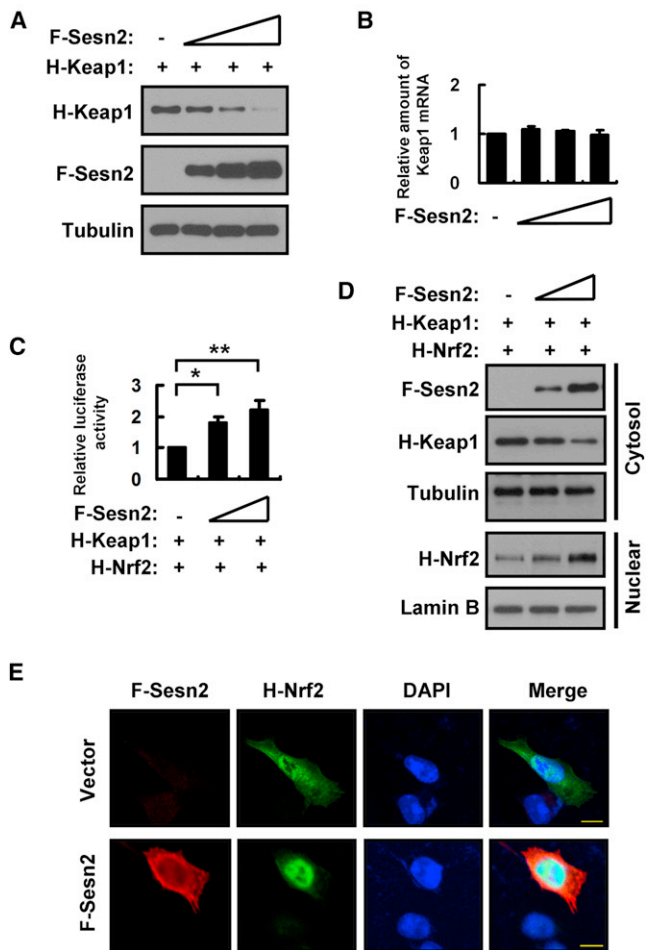 A
F-Sesn2: -
H-Keap1: + + + +
H-Keap1
F-Sesn2
Tubulin
B
Relative amount of
Keap1 mRNA
2
1
0
F-Sesn2: -
C
**
*
Relative luciferase
activity
3
2
1
0
F-Sesn2: -
H-Keap1: + + +
H-Nrf2: + + +
D
F-Sesn2: -
H-Keap1: + + +
H-Nrf2: + + +
F-Sesn2
H-Keap1
Tubulin
Cytosol
H-Nrf2
Lamin B
Nuclear
E
F-Sesn2 H-Nrf2 DAPI Merge
Vector
F-Sesn2